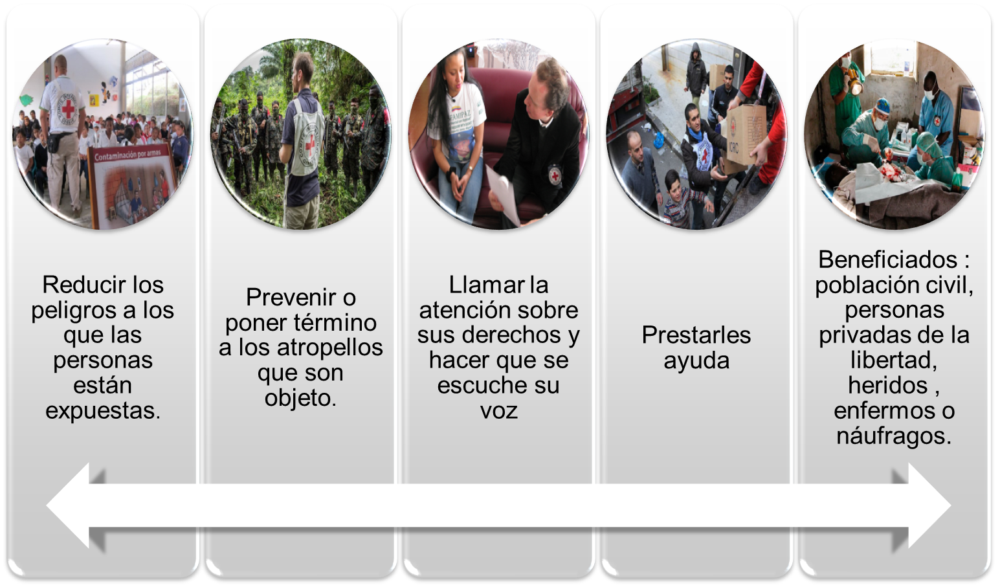 Contaminación por armas
ICRC
Reducir los
peligros a los
que las
personas
están
expuestas.
Prevenir o
poner término
a los atropellos
que son
objeto.
Llamar la
atención sobre
sus derechos y
hacer que se
escuche su
voz
Prestarles
ayuda
Beneficiados :
población civil,
personas
privadas de la
libertad,
heridos ,
enfermos o
náufragos.